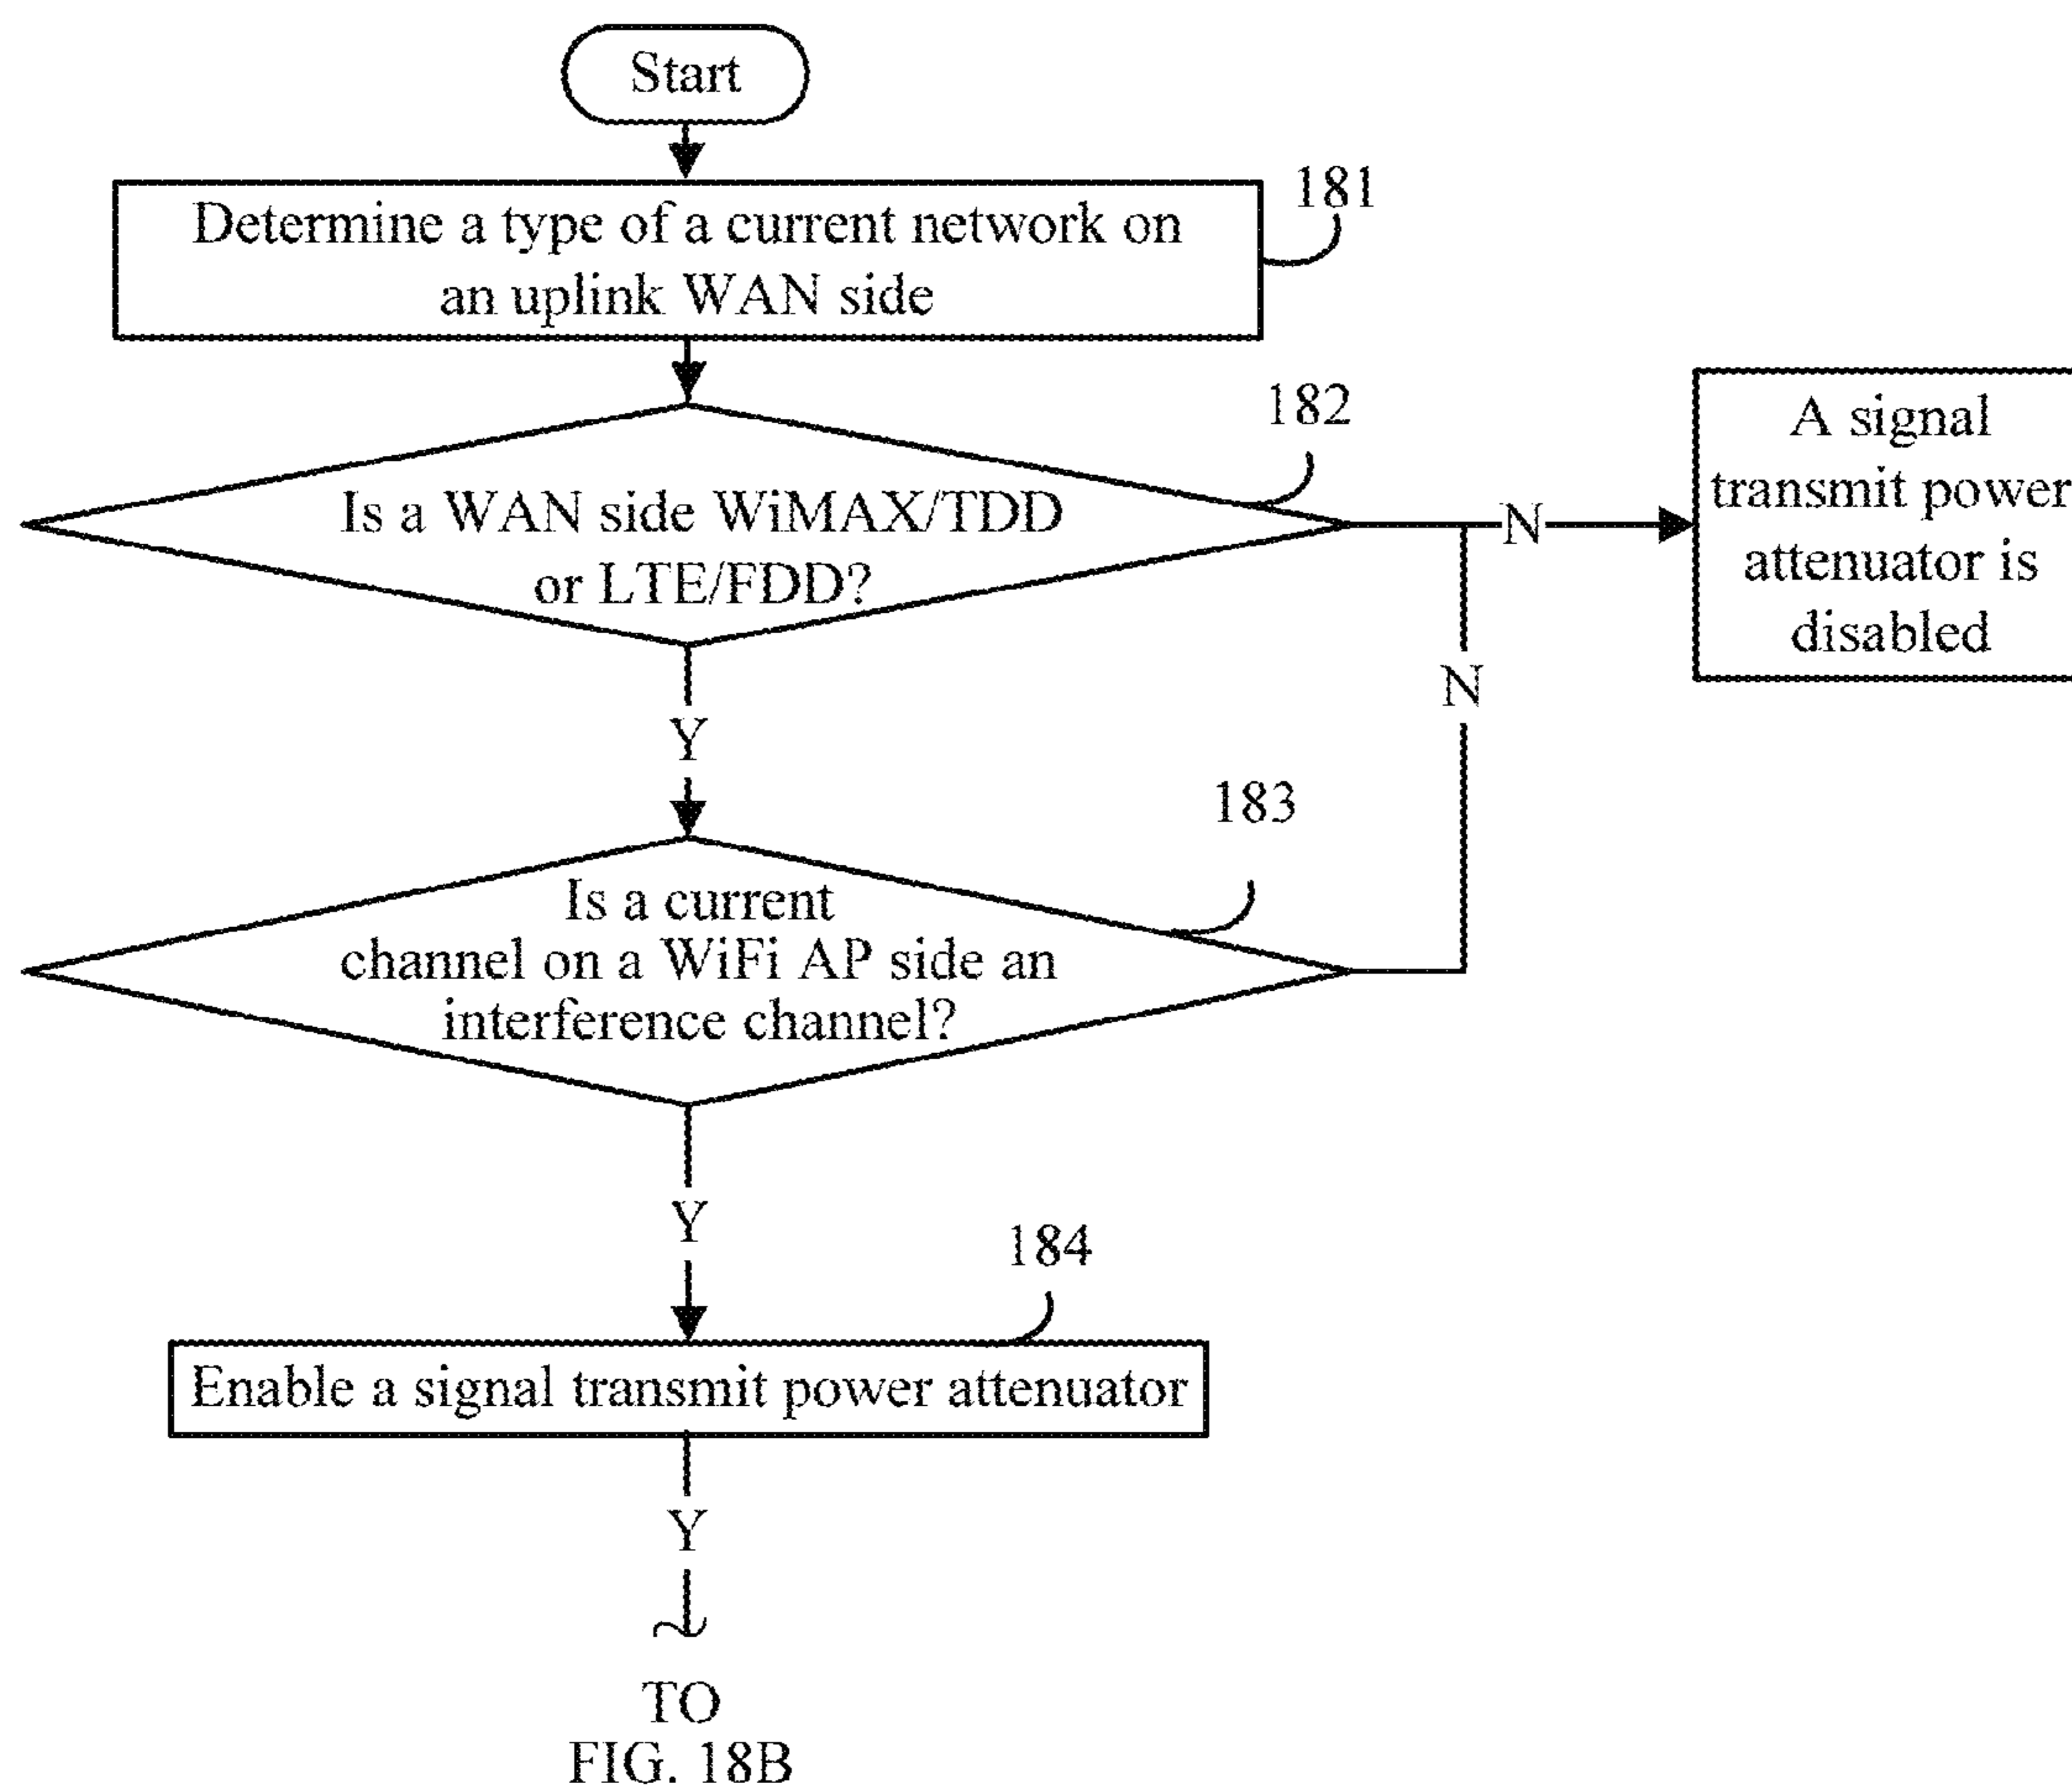 Start
181
Determine a type of a current network on
an uplink WAN side
182
Is a WAN side WiMAX/TDD
or LTE/FDD?
N
A signal
transmit power
attenuator is
disabled
N
Y
183
Is a current
channel on a WiFi AP side an
interference channel?
Y
184
Enable a signal transmit power attenuator
Y
TO
FIG. 18B